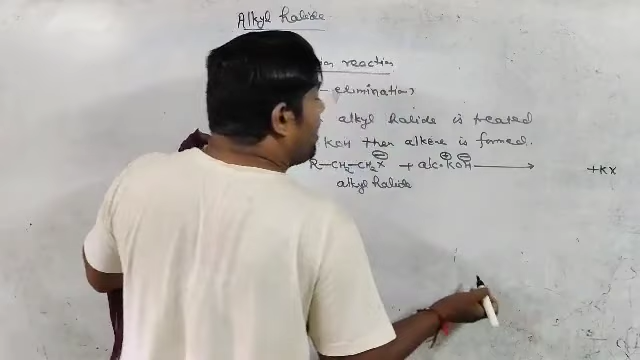 Alkyl halide
reaction
elimination
alkyl halide is treated
KOH then alkene is formed.
R-CH2-CH2X + alc. KOH → +KX
alkyl halide